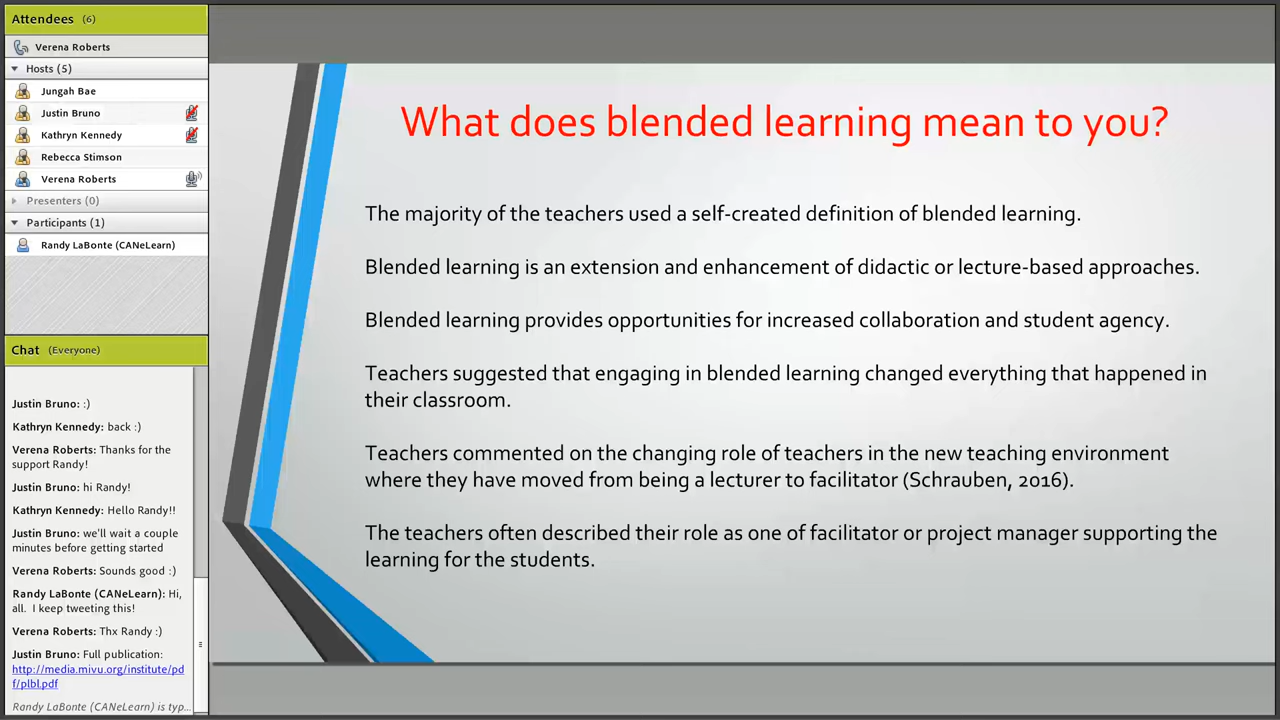 Attendees (6)
Verena Roberts
Hosts (5)
Jungah Bae
Justin Bruno
Kathryn Kennedy
Rebecca Stimson
Verena Roberts
Presenters (0)
Participants (1)
Randy LaBonte (CANeLearn)
Chat (Everyone)
Justin Bruno: :)
Kathryn Kennedy: back :)
Verena Roberts: Thanks for the
support Randy!
Justin Bruno: hi Randy!
Kathryn Kennedy: Hello Randy!!
Justin Bruno: we'll wait a couple
minutes before getting started
Verena Roberts: Sounds good :)
Randy LaBonte (CANeLearn): Hi,
all. I keep tweeting this!
Verena Roberts: Thx Randy :)
Justin Bruno: Full publication:
http://media.mivu.org/institute/pd
f/plbl.pdf
Randy LaBonte (CANeLearn) is typ...
What does blended learning mean to you?
The majority of the teachers used a self-created definition of blended learning.
Blended learning is an extension and enhancement of didactic or lecture-based approaches.
Blended learning provides opportunities for increased collaboration and student agency.
Teachers suggested that engaging in blended learning changed everything that happened in
their classroom.
Teachers commented on the changing role of teachers in the new teaching environment
where they have moved from being a lecturer to facilitator (Schrauben, 2016).
The teachers often described their role as one of facilitator or project manager supporting the
learning for the students.